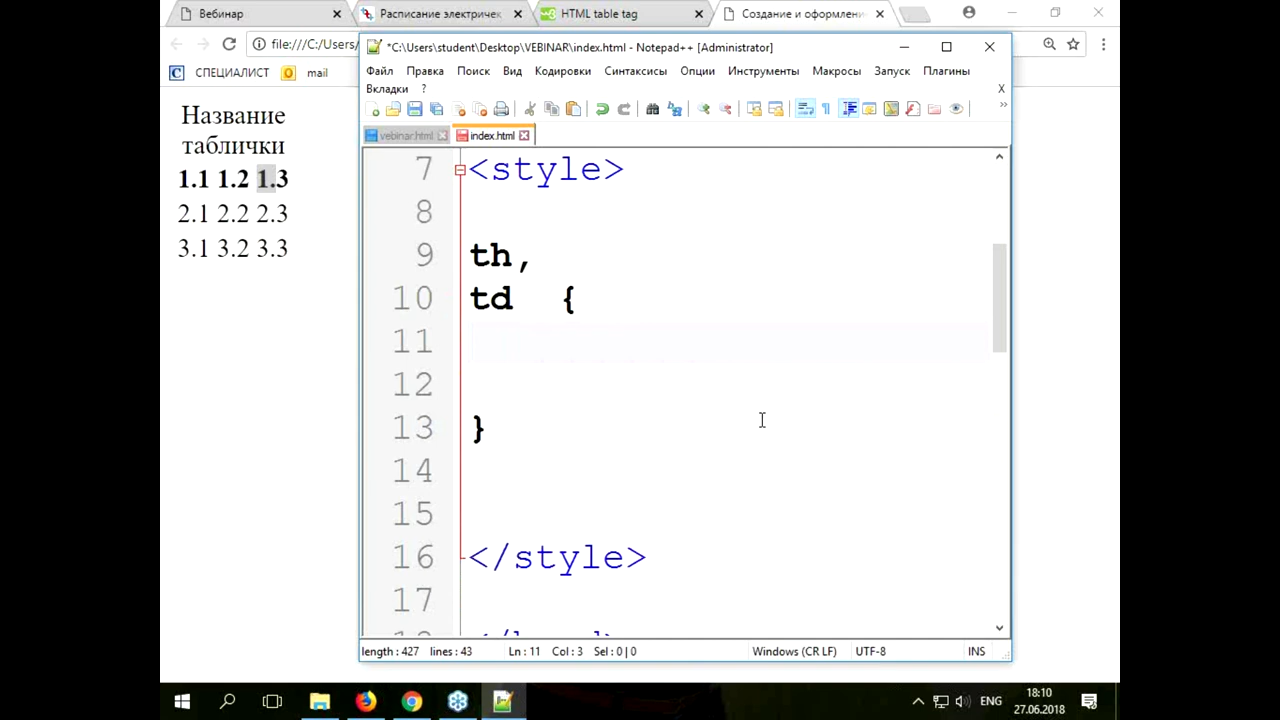 Вебинар
Расписание электричек
HTML table tag
Создание и оформлени
file:///C:/Users/
СПЕЦИАЛИСТ
mail
*C:\Users\student\Desktop\VEBINAR\index.html - Notepad++ [Administrator]
Файл Правка Поиск Вид Кодировки Синтаксисы Опции Инструменты Макросы Запуск Плагины
Вкладки ? X
vebinar.html index.html
Название
таблички
1.1 1.2 1.3
2.1 2.2 2.3
3.1 3.2 3.3
7 <style>
8
9 th,
10 td {
11
12
13 }
14
15
16 </style>
17
length : 427 lines : 43 Ln : 11 Col : 3 Sel : 0 | 0 Windows (CR LF) UTF-8 INS
ENG
18:10
27.06.2018